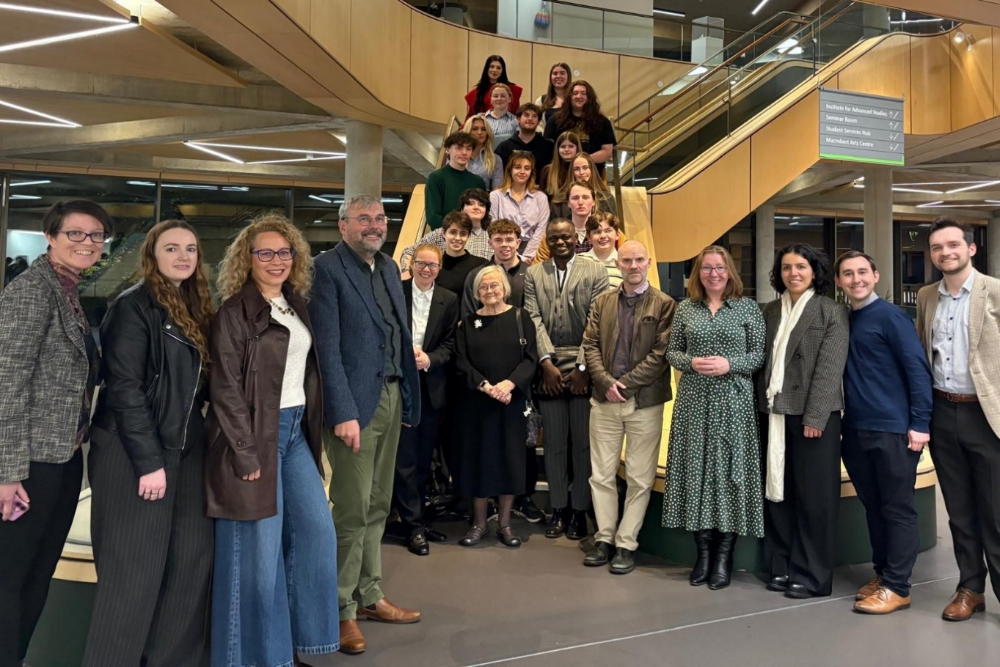 Institute for Advanced Studies
Seminar Room
Student Services Hub
Macrobert Arts Centre